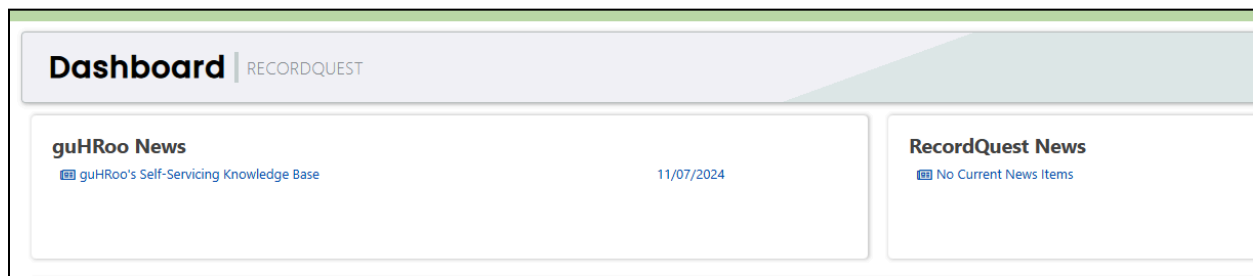 Dashboard RECORDQUEST
guHRoo News
guHRoo's Self-Servicing Knowledge Base 11/07/2024
RecordQuest News
No Current News Items